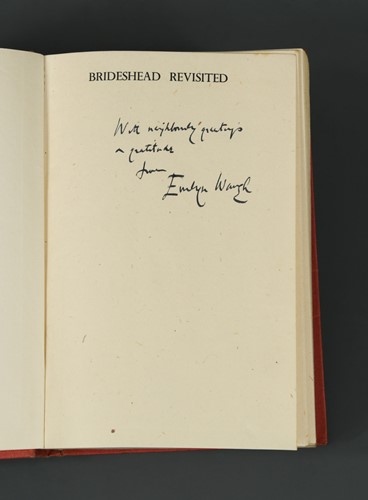 BRIDESHEAD REVISITED
With neighbourly greetings
& gratitude
from
Evelyn Waugh